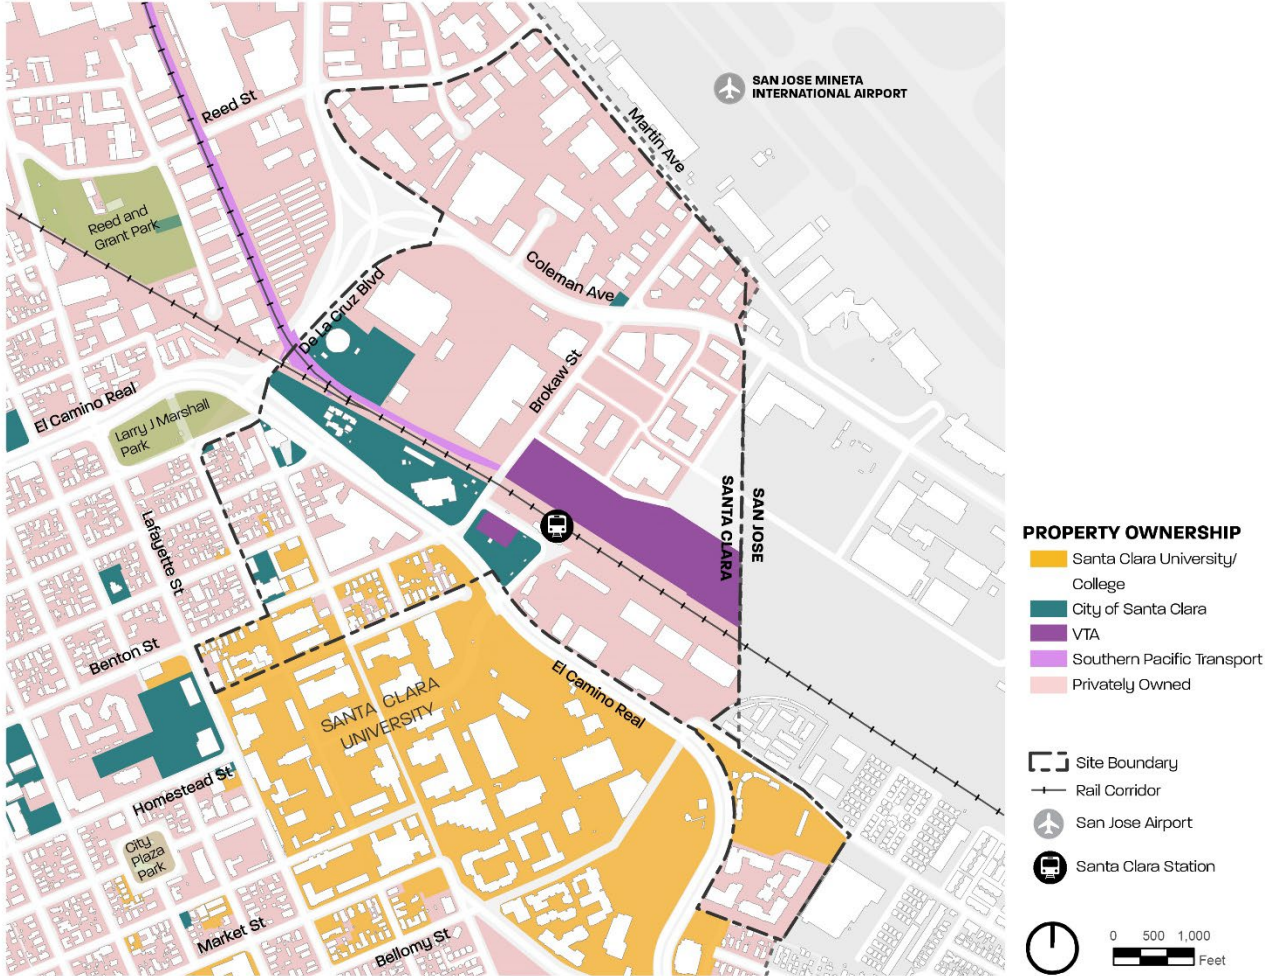 SAN JOSE MINETA
INTERNATIONAL AIRPORT
Reed St
Martin Ave
Reed and
Grant Park
De La Cruz Blvd
Coleman Ave
El Camino Real
Larry J Marshall
Park
Brokaw St
Lafayette St
SANTA CLARA
SAN JOSE
Benton St
SANTA CLARA
UNIVERSITY
El Camino Real
Homestead St
City
Plaza
Park
Market St
Bellomy St
PROPERTY OWNERSHIP
Santa Clara University/
College
City of Santa Clara
VTA
Southern Pacific Transport
Privately Owned
Site Boundary
Rail Corridor
San Jose Airport
Santa Clara Station
0 500 1,000
Feet